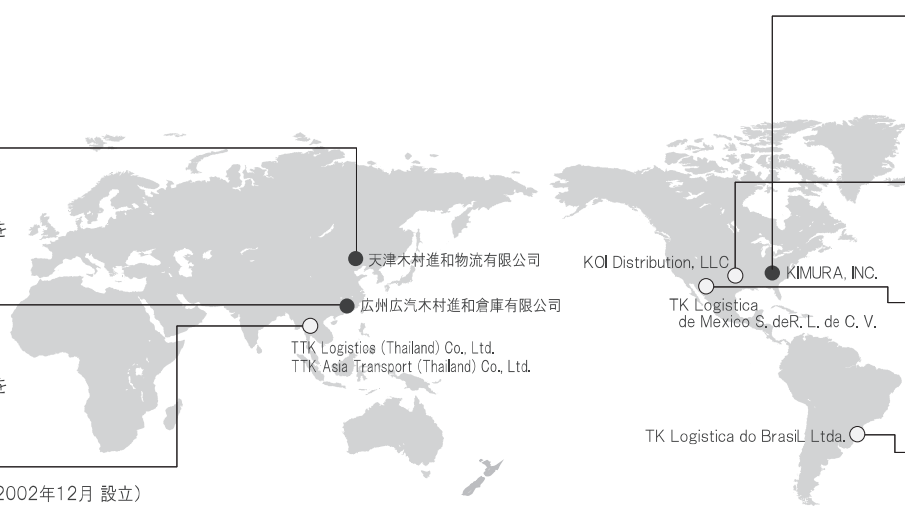 を
天津木村進和物流有限公司
KOI Distribution, LLC
KIMURA, INC.
広州広汽木村進和倉庫有限公司
TK Logistica
de Mexico S. deR. L. de C. V.
TTK Logistics (Thailand) Co., Ltd.
TTK Asia Transport (Thailand) Co., Ltd.
を
TK Logistica do BrasiL Ltda.
2002年12月 設立)